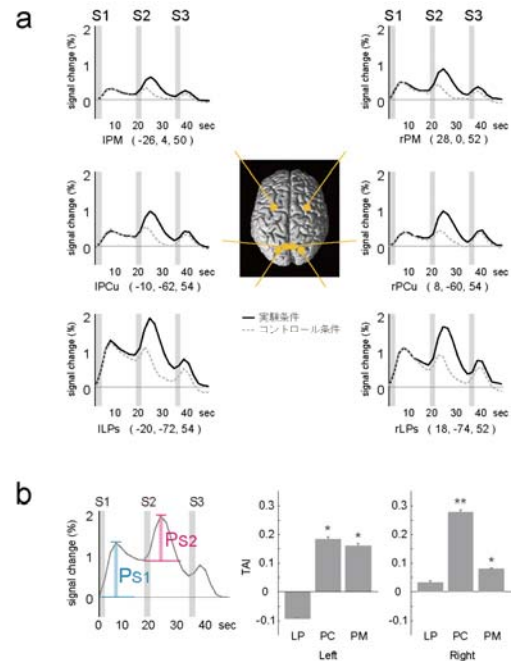 a
S1 S2 S3
S1 S2 S3
signal change (%)
2
1
0
10 20 30 40 sec
lPM ( -26, 4, 50)
signal change (%)
2
1
0
10 20 30 40 sec
rPM ( 28, 0, 52)
signal change (%)
2
1
0
10 20 30 40 sec
lPCu ( -10, -62, 54)
signal change (%)
2
1
0
10 20 30 40 sec
rPCu ( 8, -60, 54)
実験条件
コントロール条件
signal change (%)
2
1
0
10 20 30 40 sec
lLPs ( -20, -72, 54)
signal change (%)
2
1
0
10 20 30 40 sec
rLPs ( 18, -74, 52)
b
S1 S2 S3
signal change (%)
2
1
0
PS1
PS2
0 10 20 30 40 sec
TAI
0.3
0.2
0.1
0
-0.1
* *
LP PC PM
Left
0.3
0.2
0.1
0
-0.1
** *
LP PC PM
Right